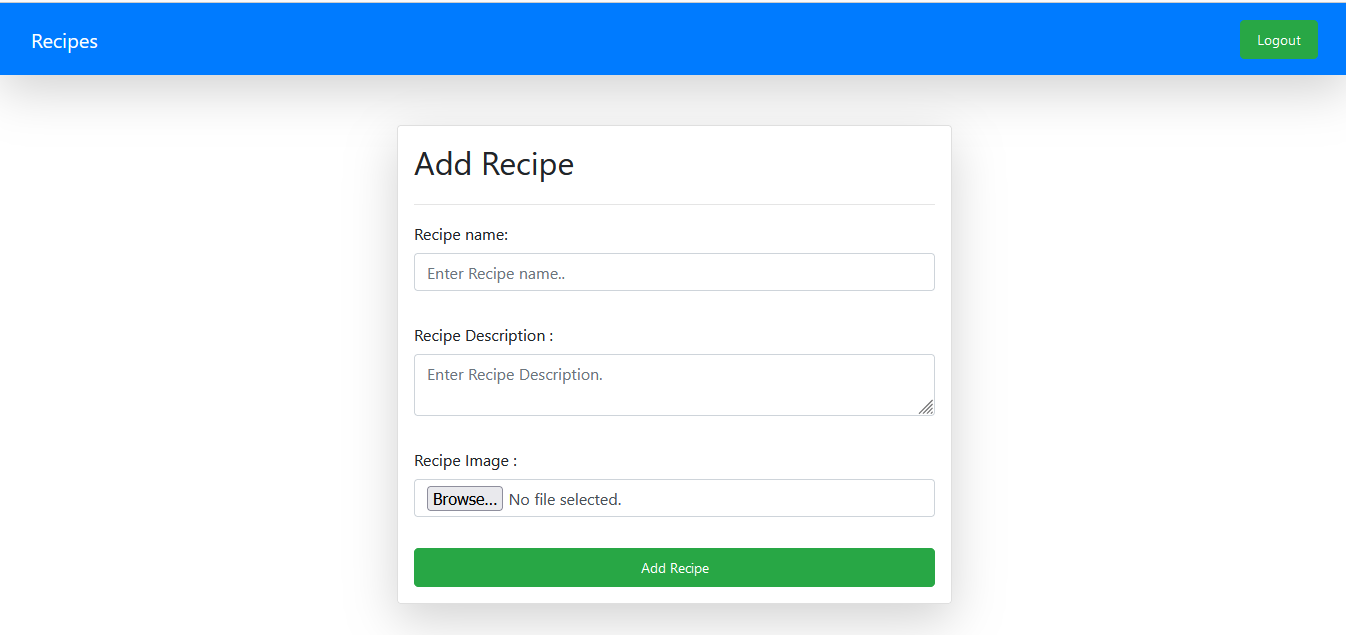 Recipes
Logout
Add Recipe
Recipe name:
Enter Recipe name..
Recipe Description :
Enter Recipe Description.
Recipe Image :
Browse... No file selected.
Add Recipe